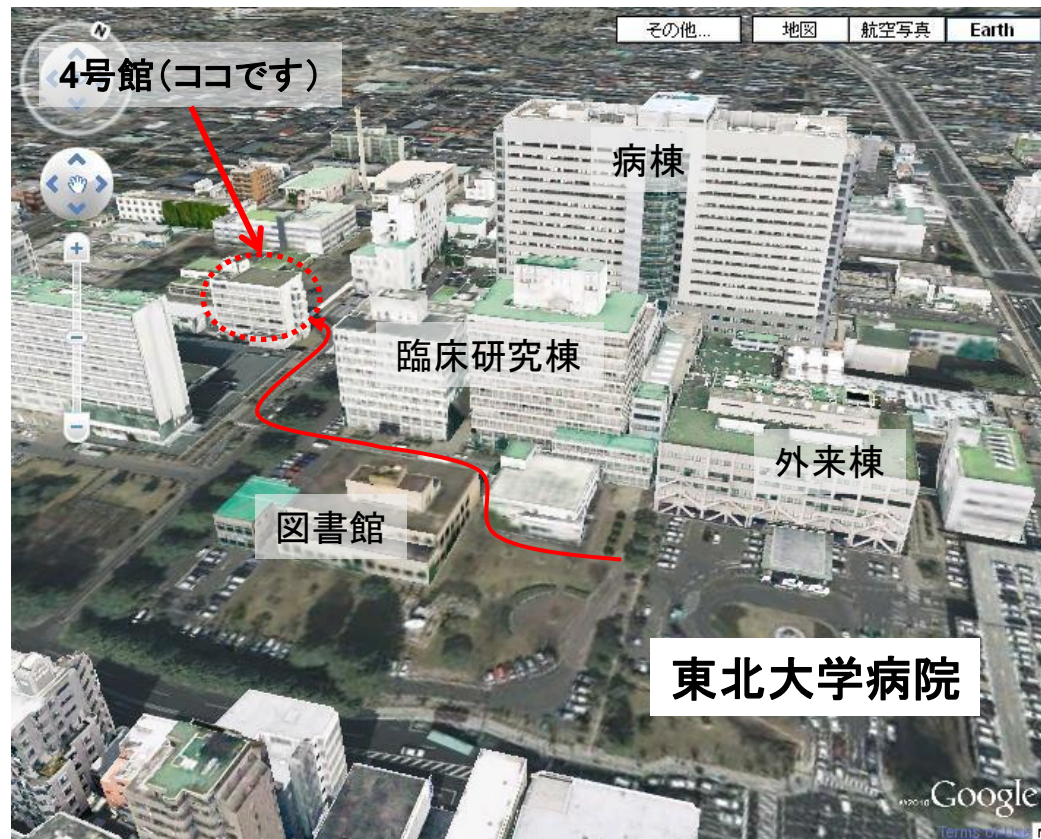 N
その他...
地図
航空写真
Earth
4号館(ココです)
病棟
臨床研究棟
外来棟
図書館
東北大学病院
©2010 Google